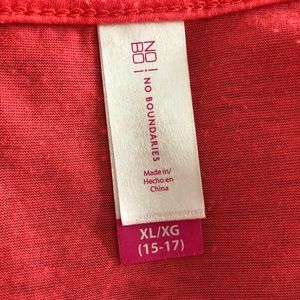 NO
BO
NO BOUNDARIES
Made in/
Hecho en
China
XL/XG
(15-17)